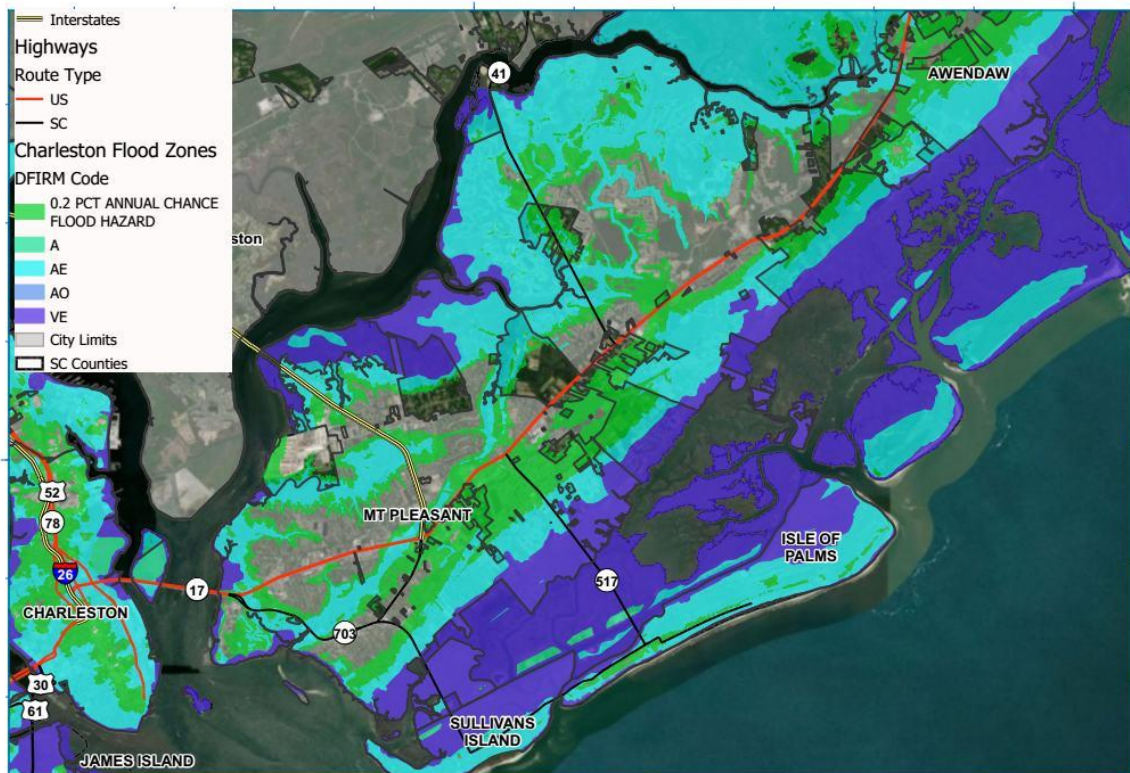 Interstates
Highways
Route Type
US
SC
Charleston Flood Zones
DFIRM Code
0.2 PCT ANNUAL CHANCE
FLOOD HAZARD
A
AE
AO
VE
City Limits
SC Counties
41
AWENDAW
ston
52
78
26
MT PLEASANT
ISLE OF
PALMS
17
517
CHARLESTON
703
30
61
SULLIVANS
ISLAND
JAMES ISLAND